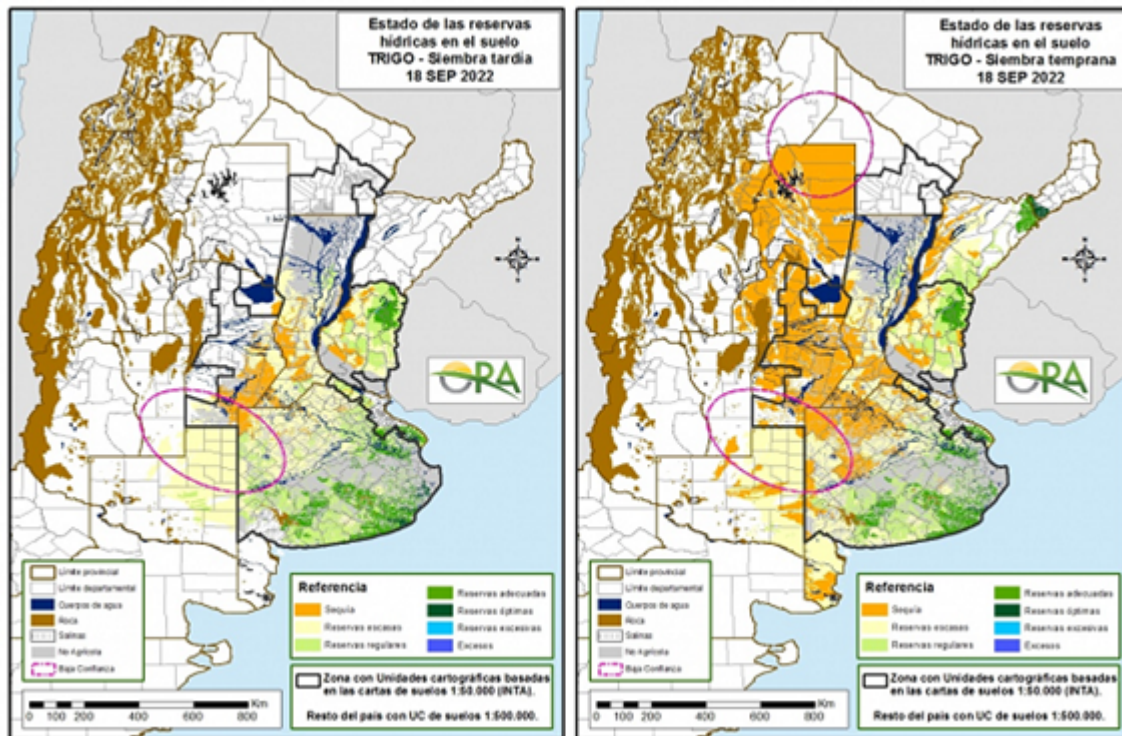 Estado de las reservas
hídricas en el suelo
TRIGO - Siembra tardía
18 SEP 2022
ORA
Límite provincial
Límite departamental
Cuerpos de agua
Roca
Salinas
No Agrícola
Baja Confianza
Referencia
Sequía
Reservas escasas
Reservas regulares
Reservas adecuadas
Reservas óptimas
Reservas excesivas
Excesos
Zona con Unidades cartográficas basadas
en las cartas de suelos 1:50.000 (INTA).
Resto del país con UC de suelos 1:500.000.
0 100 200 400 600 800
Km
Estado de las reservas
hídricas en el suelo
TRIGO - Siembra temprana
18 SEP 2022
ORA
Límite provincial
Límite departamental
Cuerpos de agua
Roca
Salinas
No Agrícola
Baja Confianza
Referencia
Sequía
Reservas escasas
Reservas regulares
Reservas adecuadas
Reservas óptimas
Reservas excesivas
Excesos
Zona con Unidades cartográficas basadas
en las cartas de suelos 1:50.000 (INTA).
Resto del país con UC de suelos 1:500.000.
0 100 200 400 600 800
Km